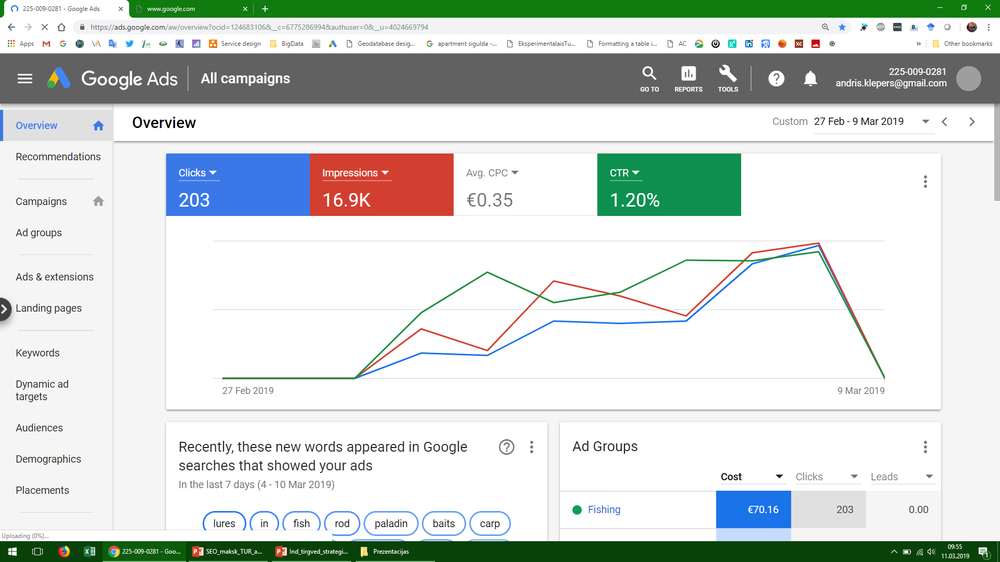 225-009-0281 - Google Ads
www.google.com
https://ads.google.com/aw/overview?ocid=124683106&__c=6775286994&authuser=0&__u=4024669794
Apps
Service design
BigData
Geodatabase desig...
apartment sigulda -...
EksperimentalaisTu...
Formatting a table i...
AC
»
Other bookmarks
Google Ads
All campaigns
GO TO
REPORTS
TOOLS
225-009-0281
andris.klepers@gmail.com
Overview
Recommendations
Campaigns
Ad groups
Ads & extensions
Landing pages
Keywords
Dynamic ad
targets
Audiences
Demographics
Placements
Overview
Custom 27 Feb - 9 Mar 2019
Clicks
203
Impressions
16.9K
Avg. CPC
€0.35
CTR
1.20%
27 Feb 2019
9 Mar 2019
Recently, these new words appeared in Google
searches that showed your ads
In the last 7 days (4 - 10 Mar 2019)
lures in fish rod paladin baits carp
Ad Groups
Cost Clicks Leads
Fishing €70.16 203 0.00
Uploading (0%)...
225-009-0281 - Goo...
SEO_maksk_TUR_a...
Ind_tirgved_strategi...
Prezentacijas
09:55
11.03.2019
1